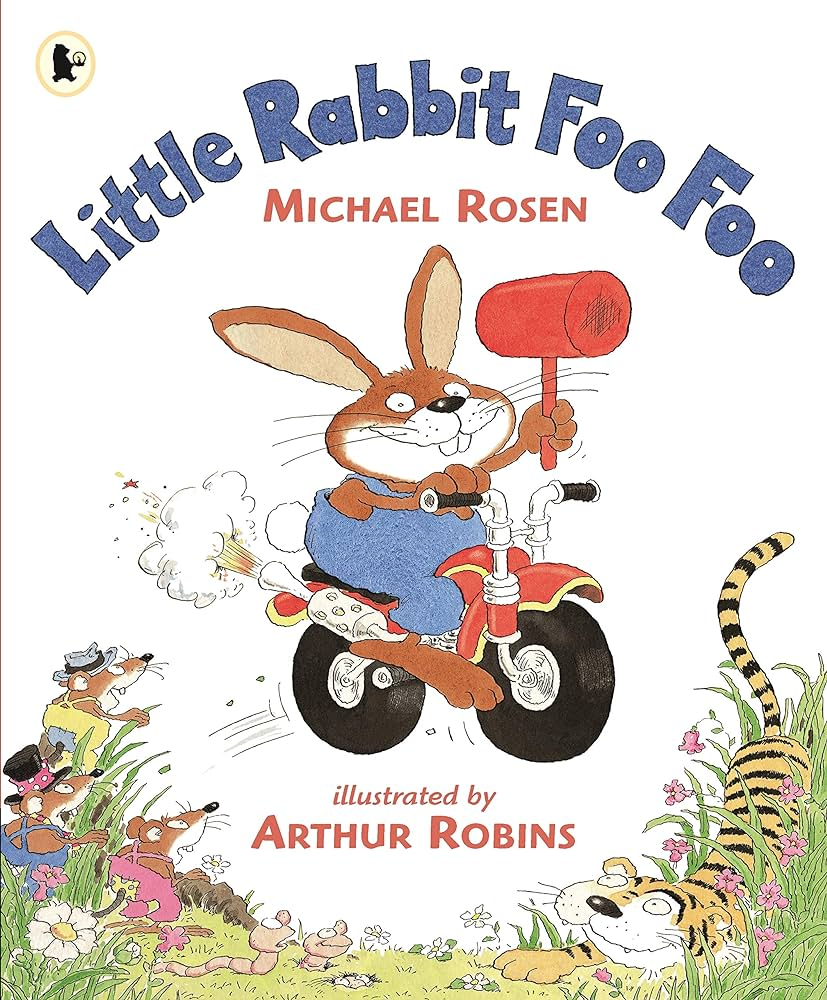 Little Rabbit Foo Foo
MICHAEL ROSEN
illustrated by
ARTHUR ROBINS